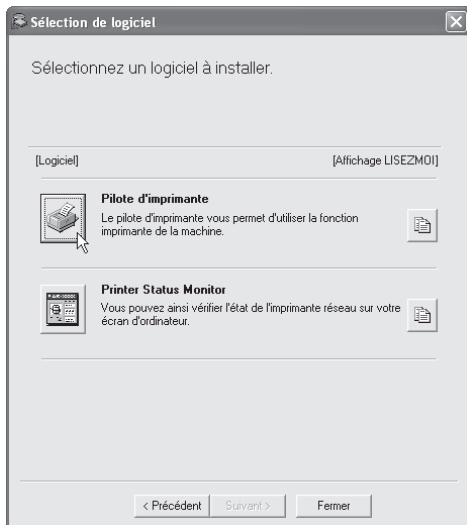 Sélection de logiciel
Sélectionnez un logiciel à installer.
[Logiciel] [Affichage LISEZMOI]
Pilote d'imprimante
Le pilote d'imprimante vous permet d'utiliser la fonction
imprimante de la machine.
Printer Status Monitor
Vous pouvez ainsi vérifier l'état de l'imprimante réseau sur votre
écran d'ordinateur.
< Précédent Suivant > Fermer